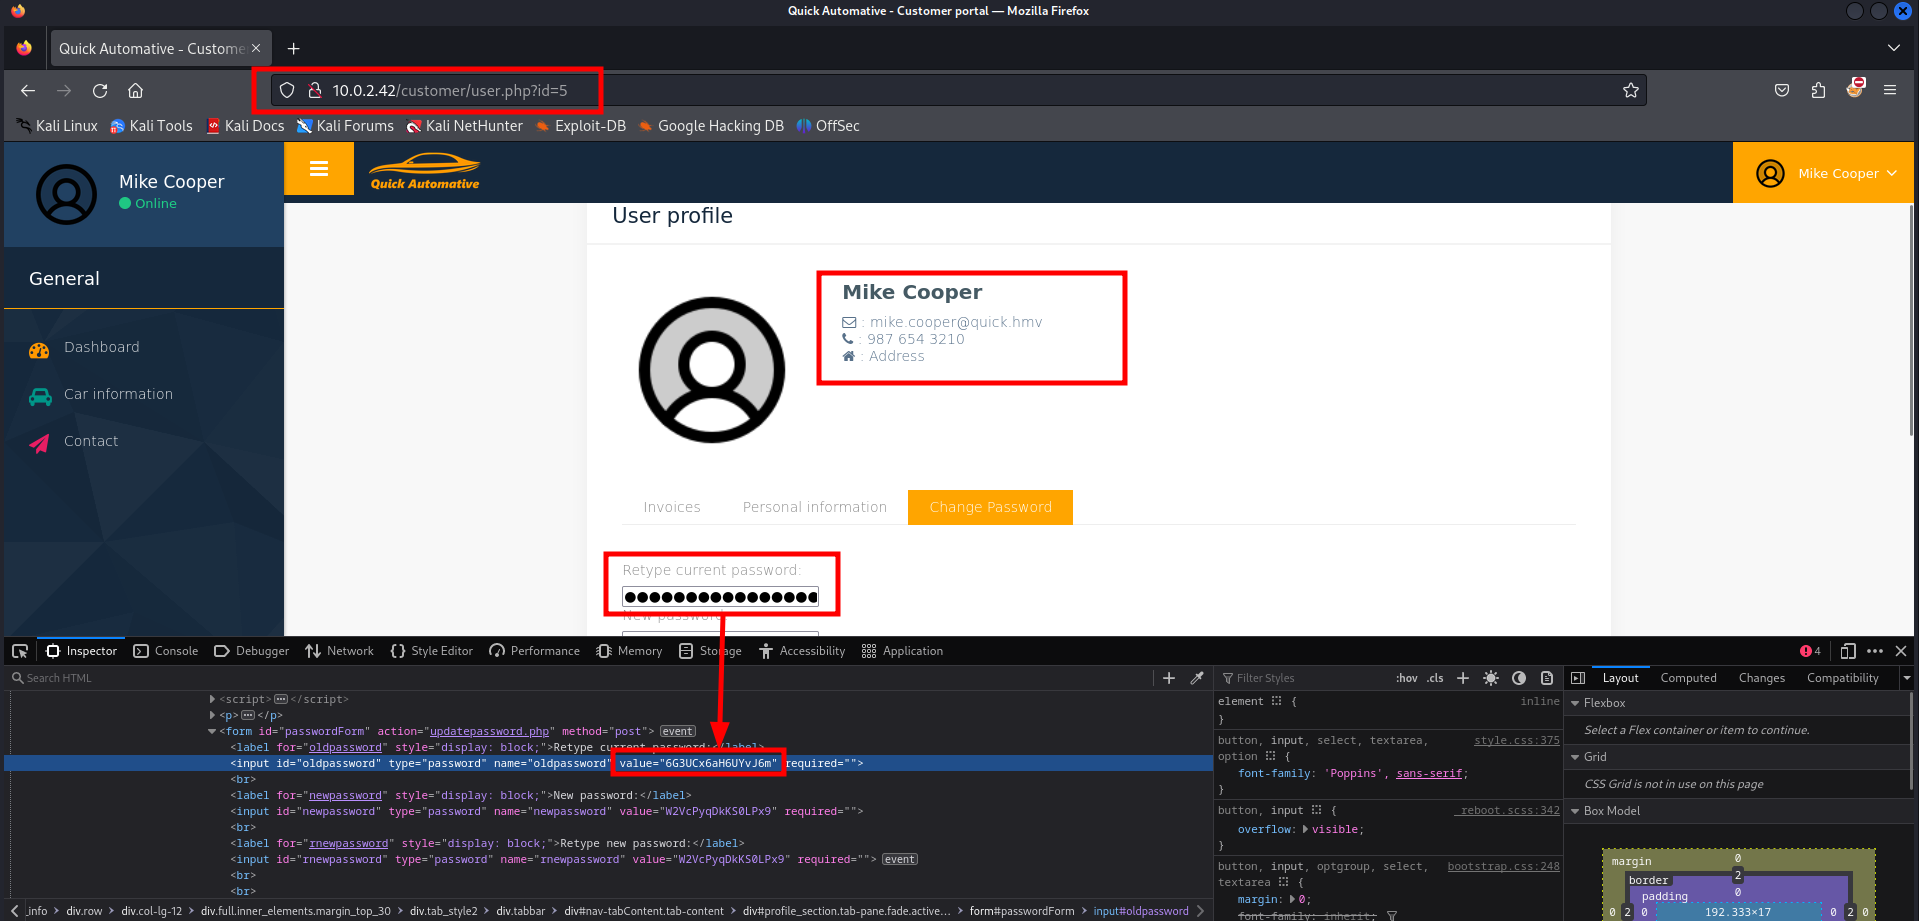 Quick Automative - Customer portal — Mozilla Firefox
Quick Automative - Custome
10.0.2.42/customer/user.php?id=5
Kali Linux Kali Tools Kali Docs Kali Forums Kali NetHunter Exploit-DB Google Hacking DB OffSec
Mike Cooper
Online
Quick Automative
Mike Cooper
General
Dashboard
Car information
Contact
User profile
Mike Cooper
: mike.cooper@quick.hmv
: 987 654 3210
: Address
Invoices Personal information Change Password
Retype current password:
New password:
Inspector Console Debugger Network Style Editor Performance Memory Storage Accessibility Application 4
Search HTML
<script></script>
<p></p>
<form id="passwordForm" action="updatepassword.php" method="post"> event
<label for="oldpassword" style="display: block;">Retype current password:</label>
<input id="oldpassword" type="password" name="oldpassword" value="6G3UCx6aH6UYvJ6m" required="">
<br>
<label for="newpassword" style="display: block;">New password:</label>
<input id="newpassword" type="password" name="newpassword" value="W2VcPyqDkKS0LPx9" required="">
<br>
<label for="rnewpassword" style="display: block;">Retype new password:</label>
<input id="rnewpassword" type="password" name="rnewpassword" value="W2VcPyqDkKS0LPx9" required=""> event
<br>
<br>
_info > div.row > div.col-lg-12 > div.full.inner_elements.margin_top_30 > div.tab_style2 > div.tabbar > div#nav-tabContent.tab-content > div#profile_section.tab-pane.fade.active... > form#passwordForm > input#oldpassword
Filter Styles :hov .cls
element { inline
}
button, input, select, textarea, style.css:375
option {
font-family: 'Poppins', sans-serif;
}
button, input { _reboot.scss:342
overflow: visible;
}
button, input, optgroup, select, bootstrap.css:248
textarea {
margin: 0;
font-family: inherit;
Layout Computed Changes Compatibility
Flexbox
Select a Flex container or item to continue.
Grid
CSS Grid is not in use on this page
Box Model
margin 0
border 2
padding 0
0 2 0 192.333×17 0 2 0